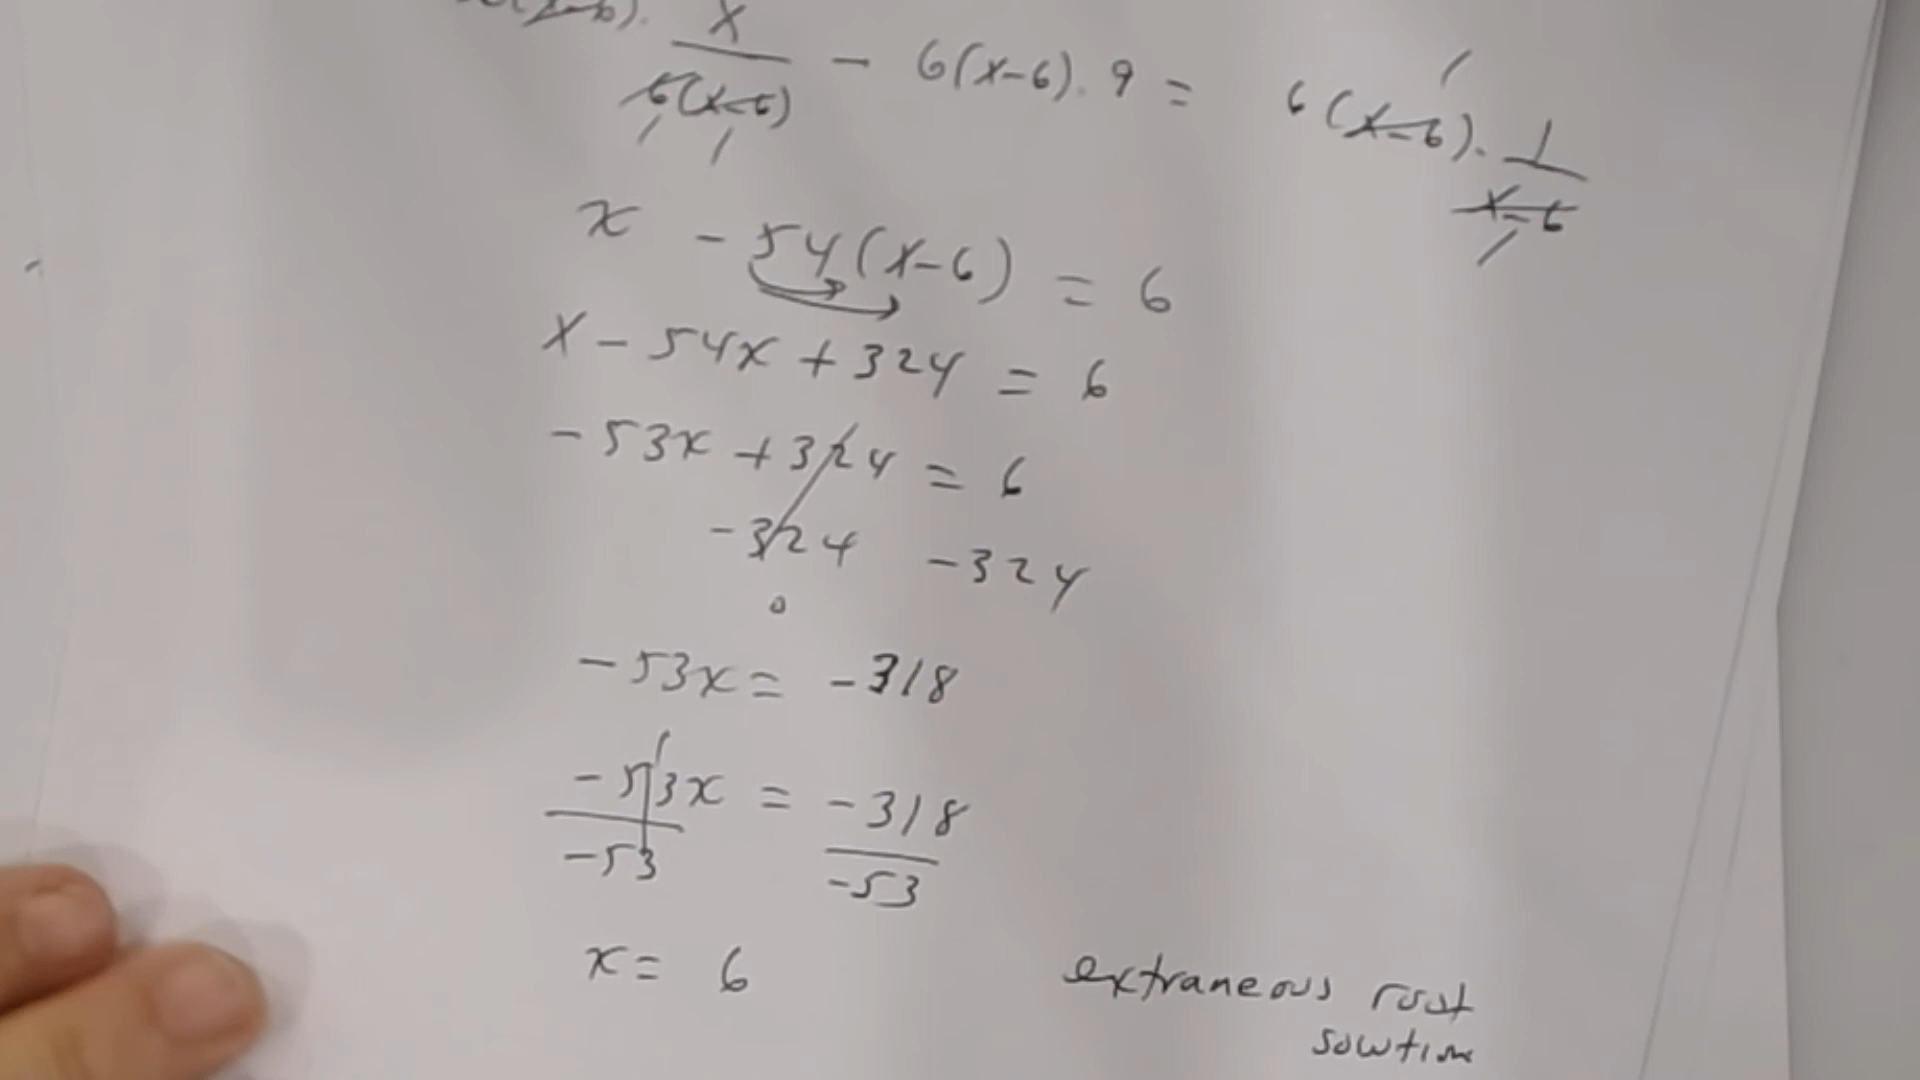 x
6(x-6) - 6(x-6) . 9 = 6(x-6) . 1
x-6
x - 54(x-6) = 6
x - 54x + 324 = 6
-53x + 324 = 6
-324 -324
0
-53x = -318
-53x = -318
-53 -53
x = 6
extraneous root
solution